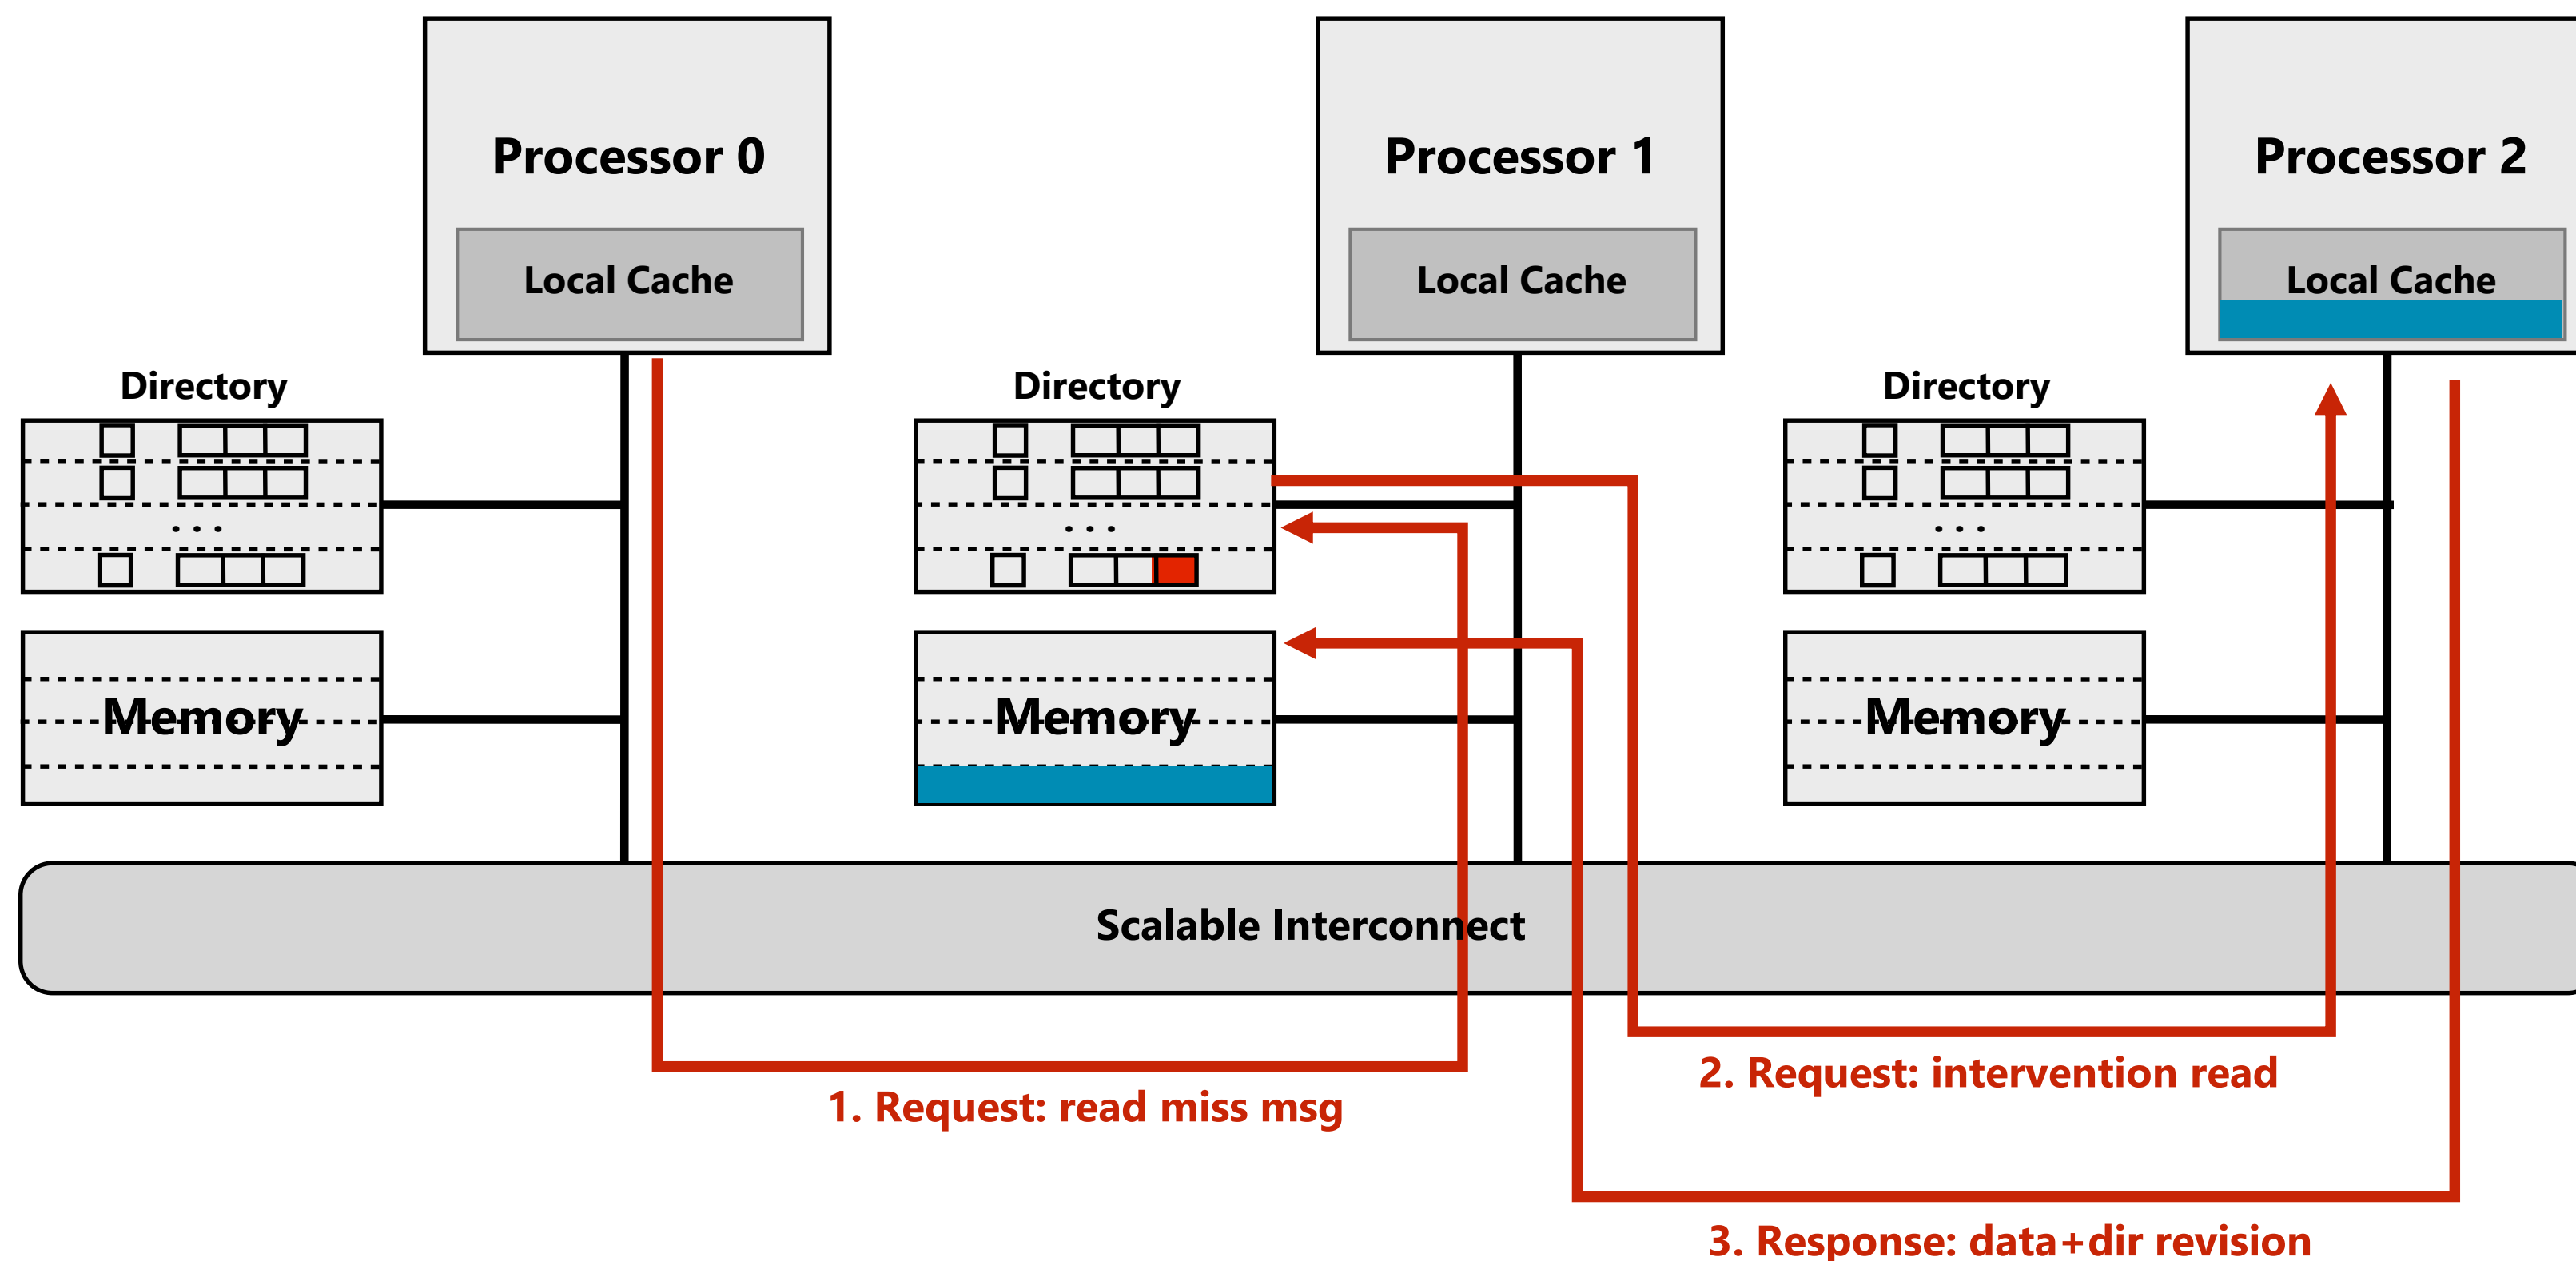 Processor 0
Processor 1
Processor 2
Local Cache
Local Cache
Local Cache
Directory
Directory
Directory
. . .
. . .
. . .
Memory
Memory
Memory
Scalable Interconnect
2. Request: intervention read
1. Request: read miss msg
3. Response: data+dir revision